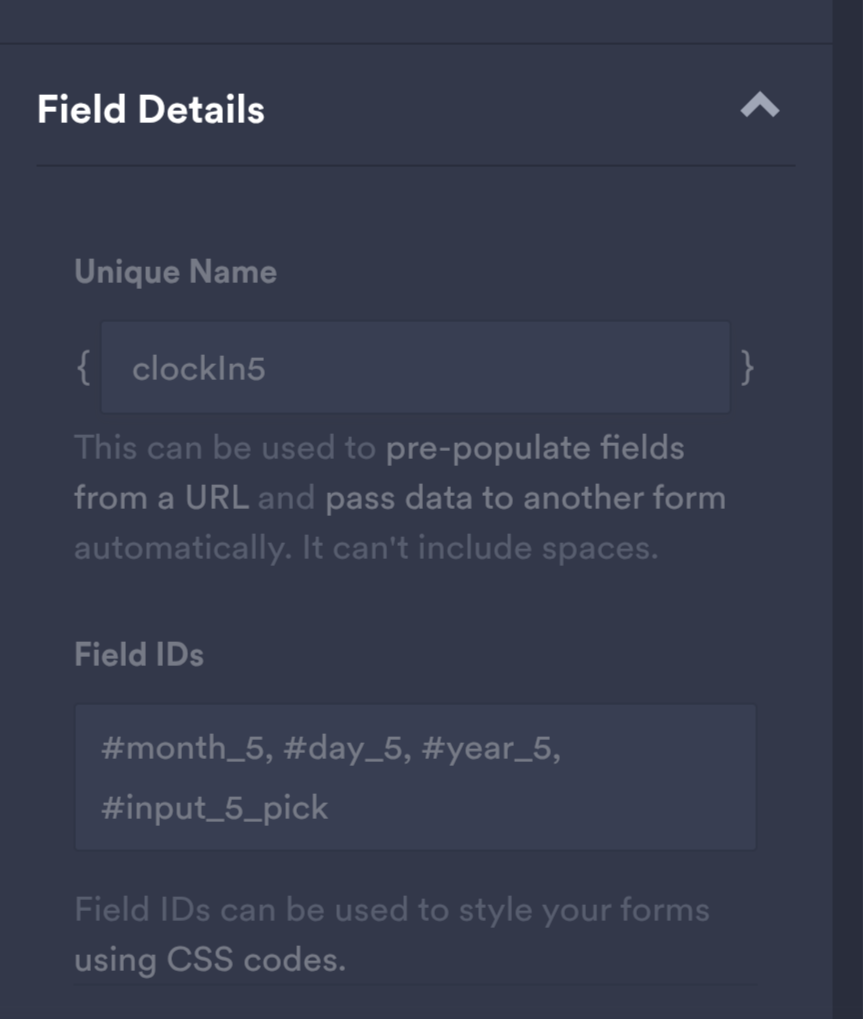 Field Details
Unique Name
{ clockIn5 }
This can be used to pre-populate fields
from a URL and pass data to another form
automatically. It can't include spaces.
Field IDs
#month_5, #day_5, #year_5,
#input_5_pick
Field IDs can be used to style your forms
using CSS codes.